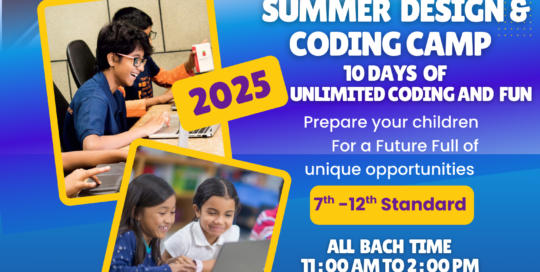 SUMMER DESIGN &
CODING CAMP
10 DAYS OF
UNLIMITED CODING AND FUN
2025
Prepare your children
For a Future Full of
unique opportunities
7th -12th Standard
ALL BACH TIME
11:00 AM TO 2:00 PM